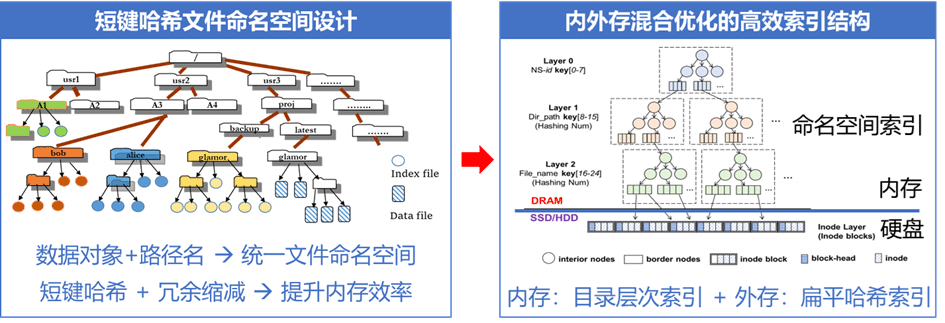 短键哈希文件命名空间设计
/
usr1
usr2
usr3
.......
A1
A2
A3
A4
proj
........
backup
latest
.......
bob
alice
glamor
glamor
Index file
Data file
数据对象+路径名 → 统一文件命名空间
短键哈希 + 冗余缩减 → 提升内存效率
内外存混合优化的高效索引结构
Layer 0
NS-id key[0-7]
...
Layer 1
Dir_path key[8-15]
(Hashing Num)
...
...
...
命名空间索引
Layer 2
File_name key[16-24]
(Hashing Num)
...
...
...
内存
DRAM
SSD/HDD
Inode Layer
(Inode blocks)
硬盘
interior nodes
border nodes
inode block
block-head
inode
内存：目录层次索引 + 外存：扁平哈希索引